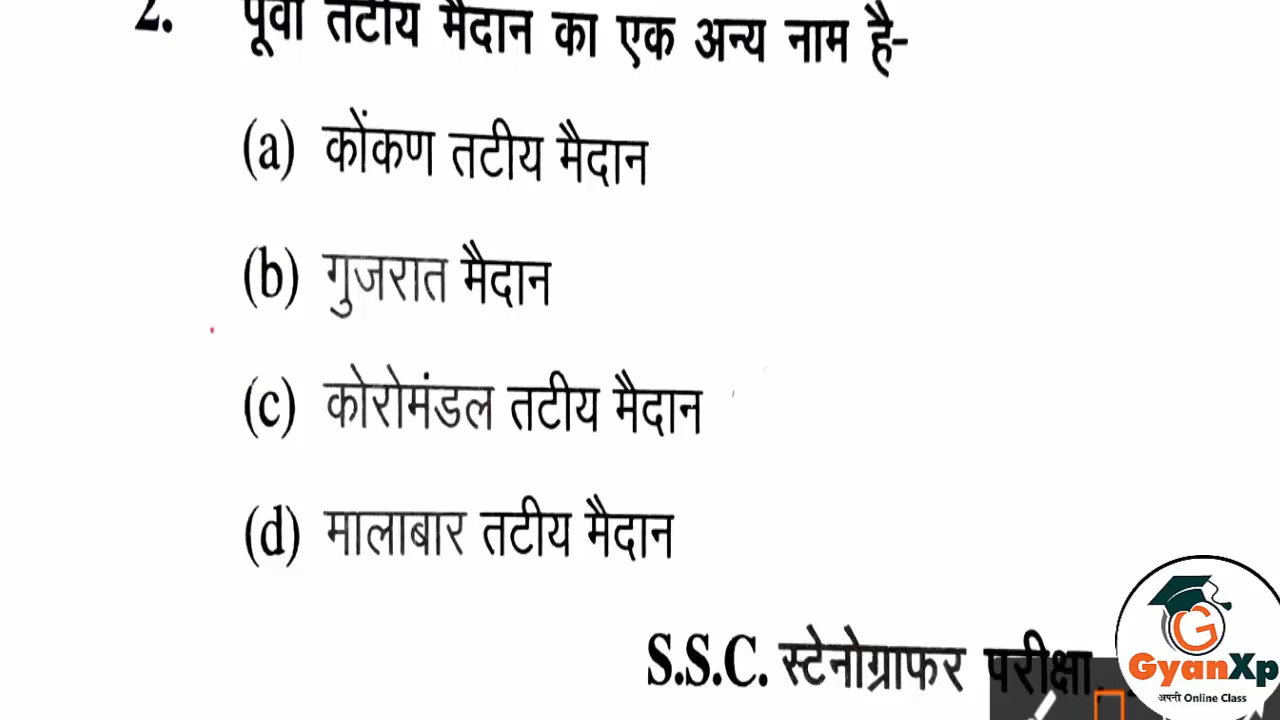 2. पूर्वी तटीय मैदान का एक अन्य नाम है-
(a) कोंकण तटीय मैदान
(b) गुजरात मैदान
(c) कोरोमंडल तटीय मैदान
(d) मालाबार तटीय मैदान
S.S.C. स्टेनोग्राफर परीक्षा,
G
GyanXp
अपनी Online Class